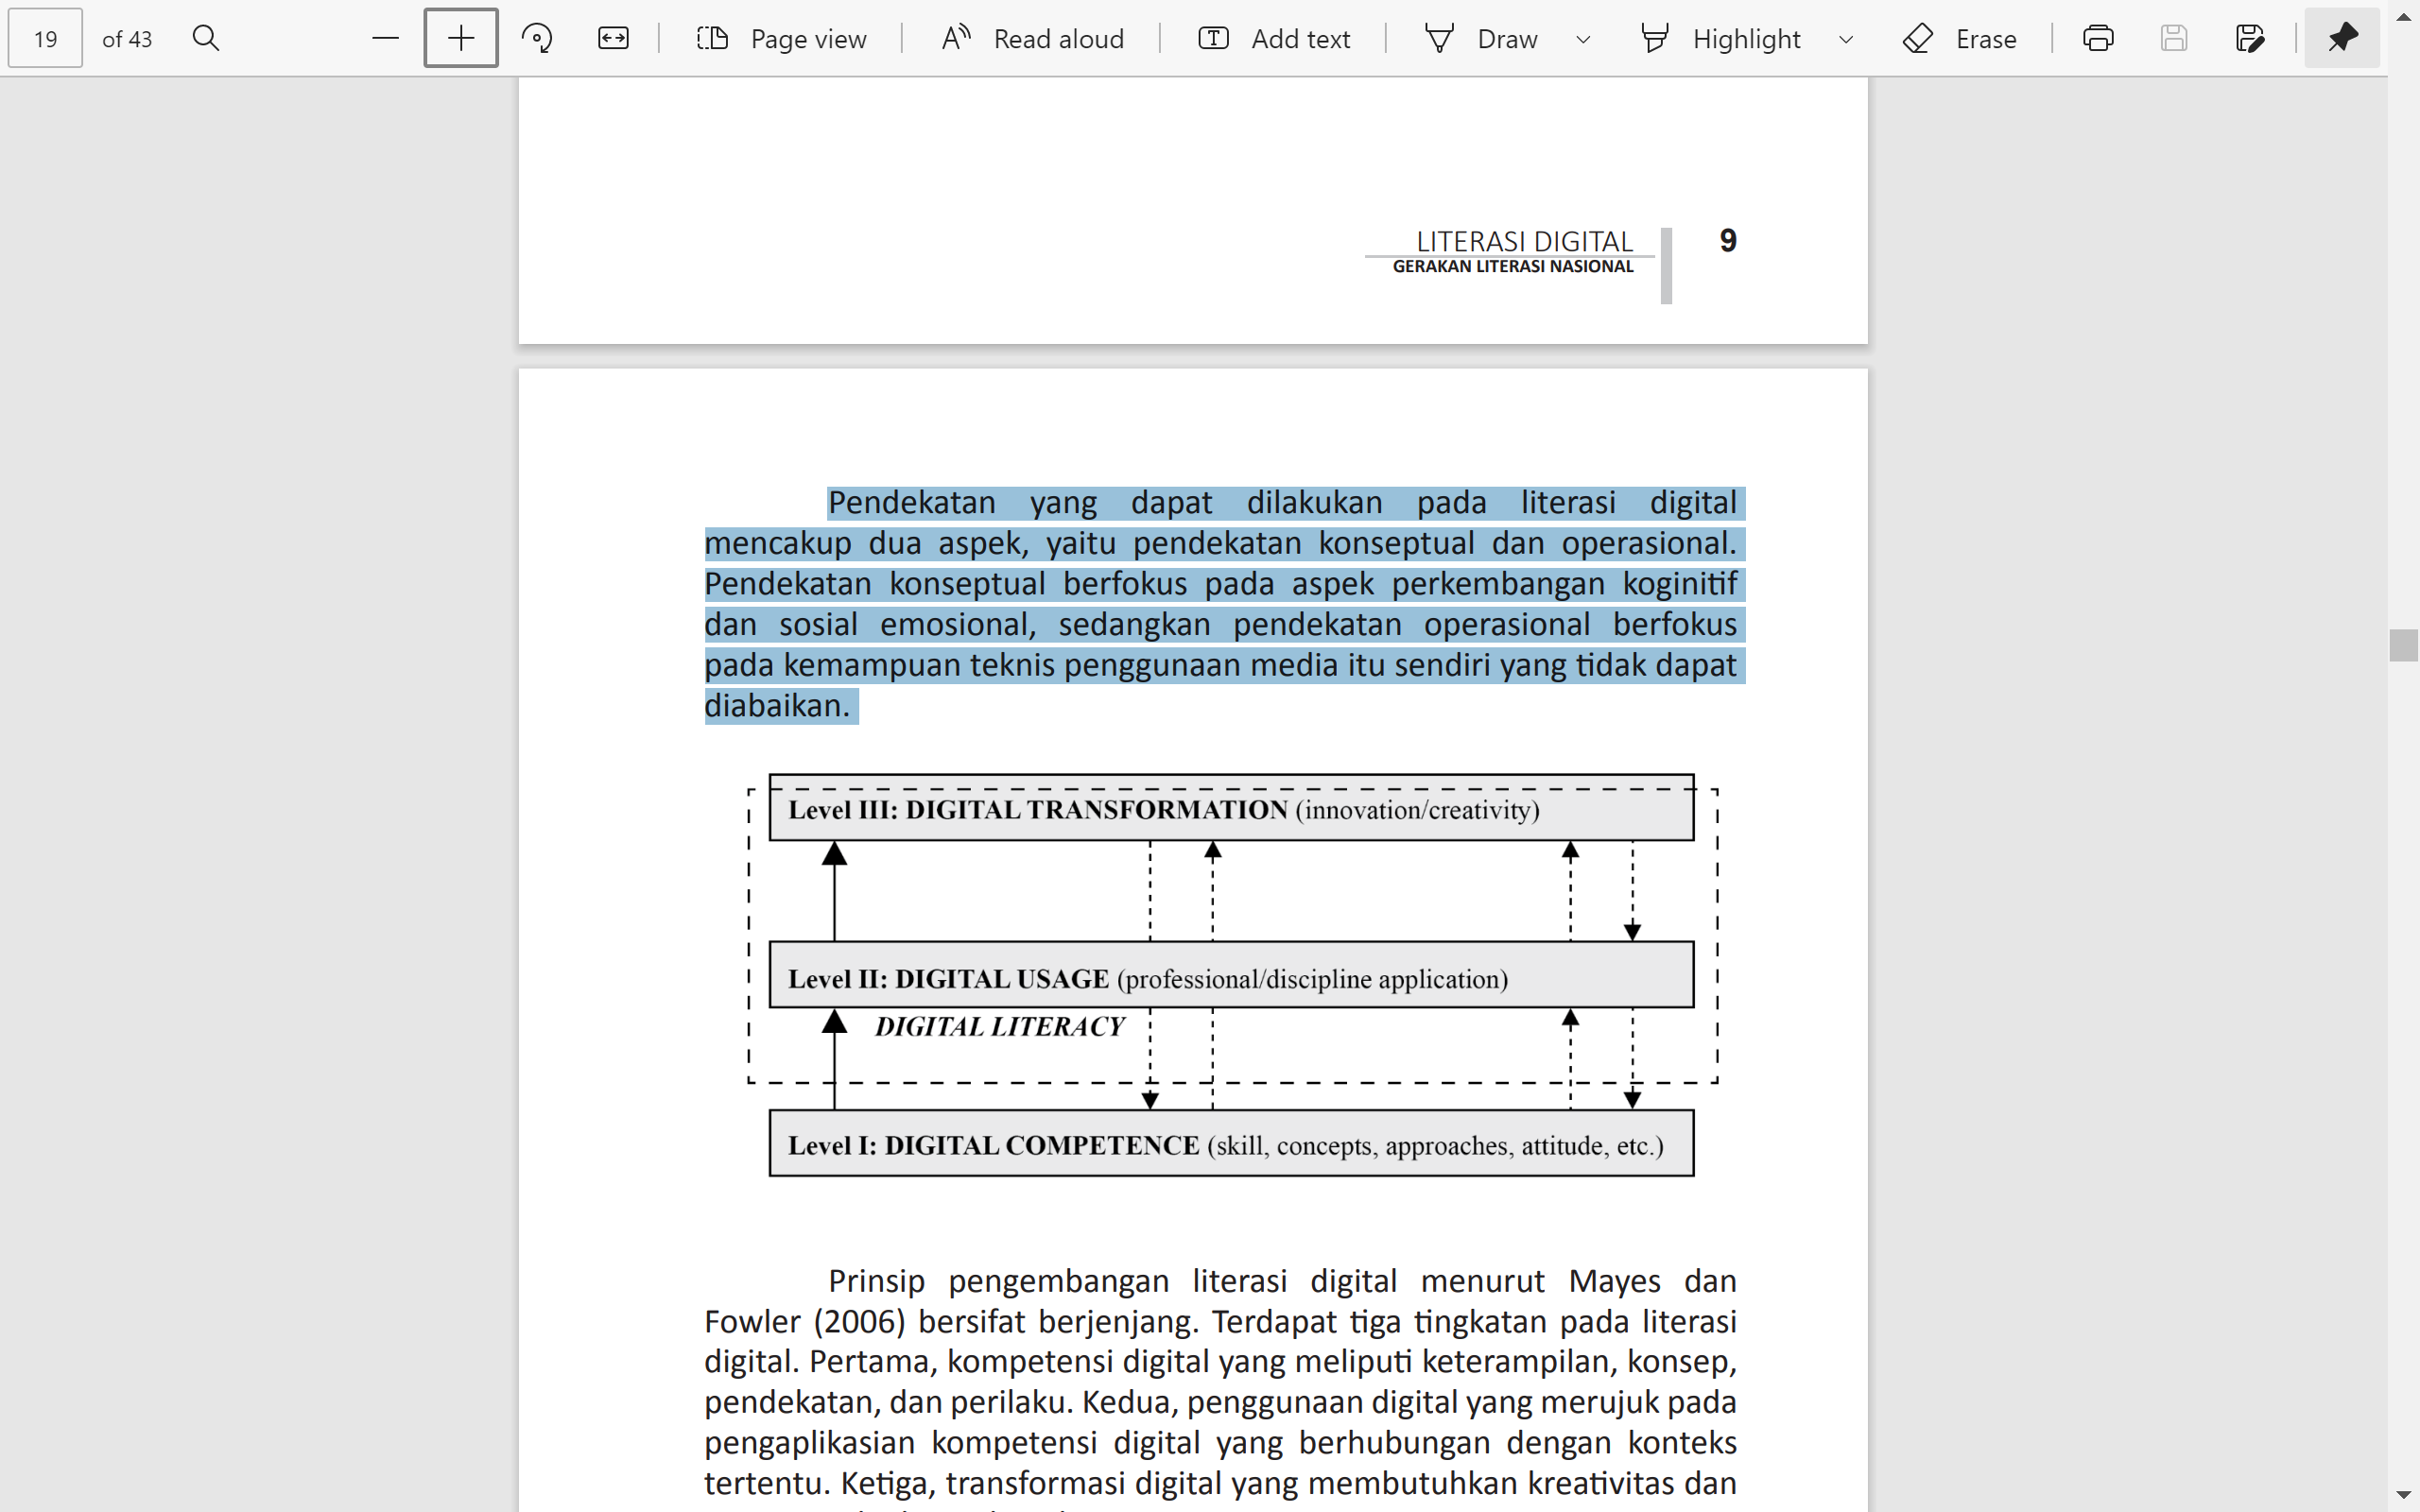 19 of 43 Page view Read aloud Add text Draw Highlight Erase
LITERASI DIGITAL 9
GERAKAN LITERASI NASIONAL
Pendekatan yang dapat dilakukan pada literasi digital
mencakup dua aspek, yaitu pendekatan konseptual dan operasional.
Pendekatan konseptual berfokus pada aspek perkembangan koginitif
dan sosial emosional, sedangkan pendekatan operasional berfokus
pada kemampuan teknis penggunaan media itu sendiri yang tidak dapat
diabaikan.
Level III: DIGITAL TRANSFORMATION (innovation/creativity)
Level II: DIGITAL USAGE (professional/discipline application)
DIGITAL LITERACY
Level I: DIGITAL COMPETENCE (skill, concepts, approaches, attitude, etc.)
Prinsip pengembangan literasi digital menurut Mayes dan
Fowler (2006) bersifat berjenjang. Terdapat tiga tingkatan pada literasi
digital. Pertama, kompetensi digital yang meliputi keterampilan, konsep,
pendekatan, dan perilaku. Kedua, penggunaan digital yang merujuk pada
pengaplikasian kompetensi digital yang berhubungan dengan konteks
tertentu. Ketiga, transformasi digital yang membutuhkan kreativitas dan